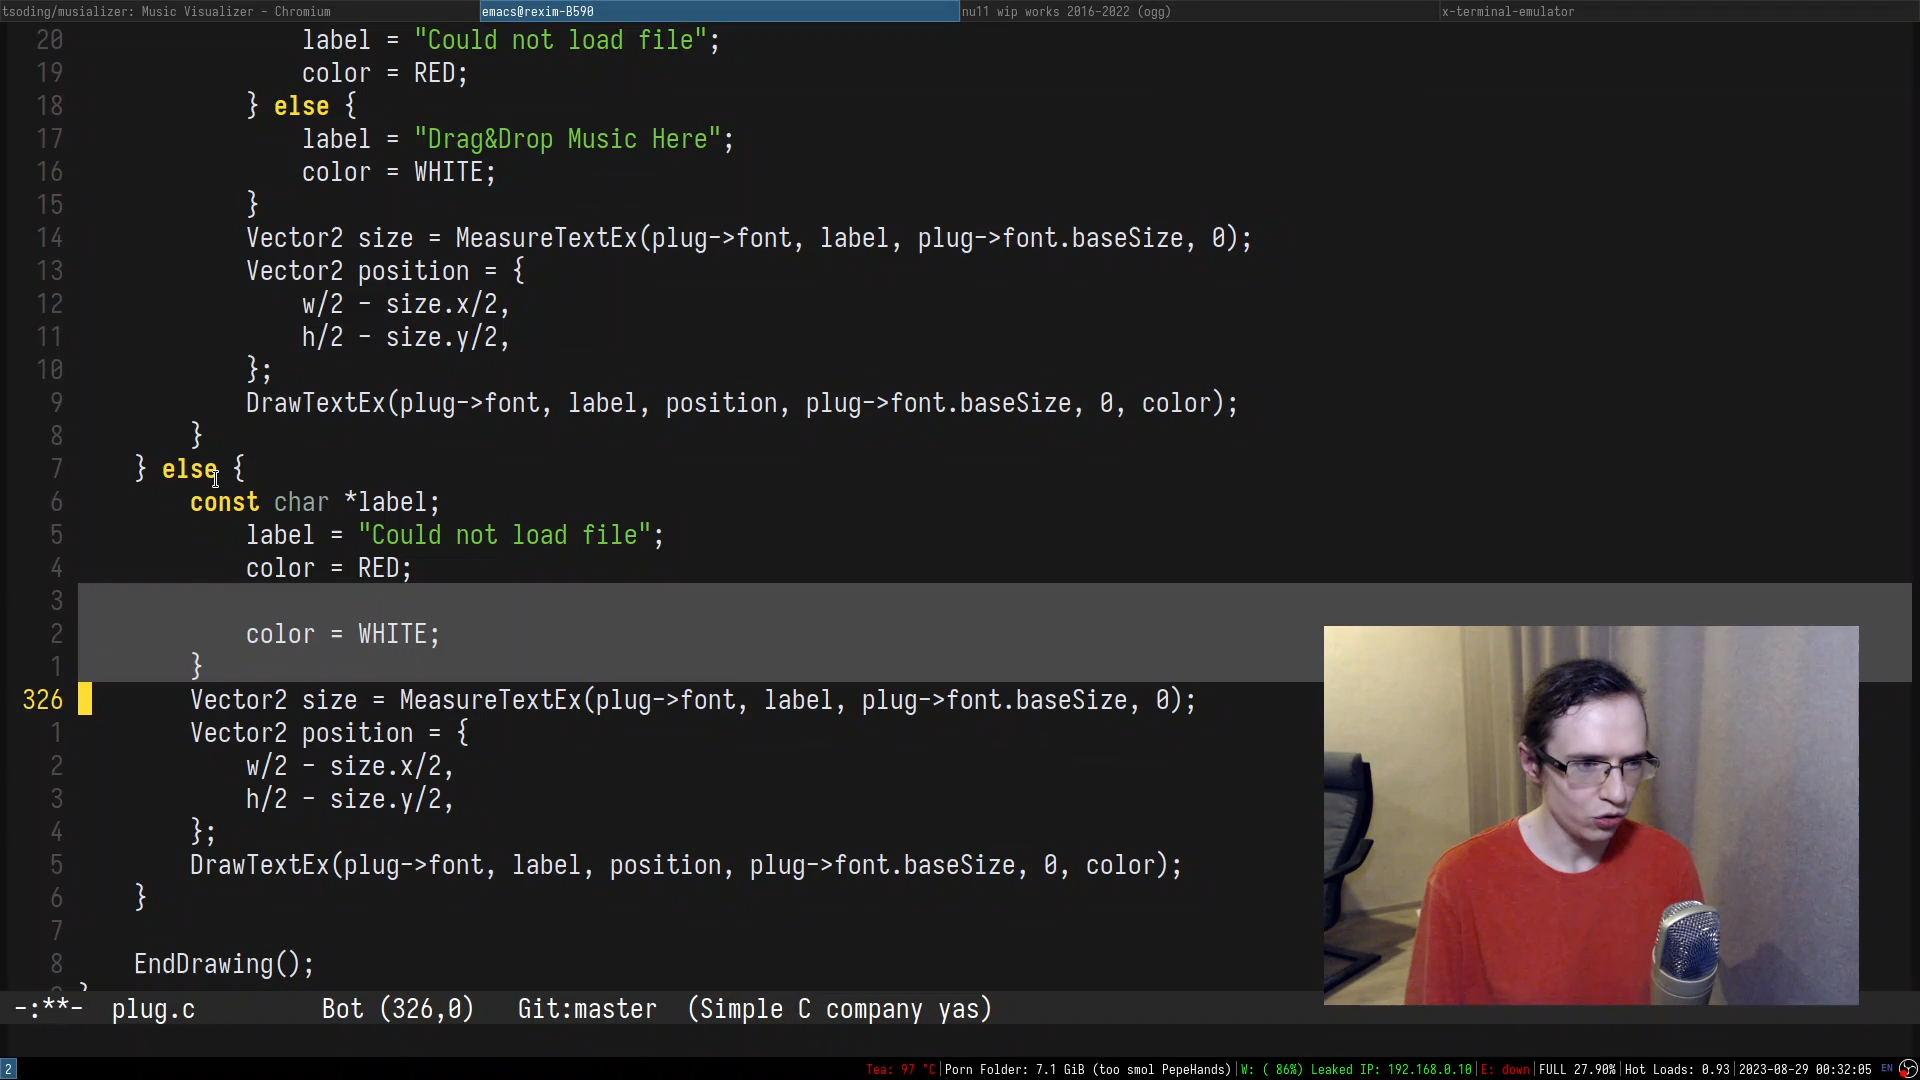 tsoding/musializer: Music Visualizer - Chromium
emacs@rexim-B590
nu11 wip works 2016-2022 (ogg)
x-terminal-emulator
20 label = "Could not load file";
19 color = RED;
18 } else {
17 label = "Drag&Drop Music Here";
16 color = WHITE;
15 }
14 Vector2 size = MeasureTextEx(plug->font, label, plug->font.baseSize, 0);
13 Vector2 position = {
12 w/2 - size.x/2,
11 h/2 - size.y/2,
10 };
9 DrawTextEx(plug->font, label, position, plug->font.baseSize, 0, color);
8 }
7 } else {
6 const char *label;
5 label = "Could not load file";
4 color = RED;
3
2 color = WHITE;
1 }
326 Vector2 size = MeasureTextEx(plug->font, label, plug->font.baseSize, 0);
1 Vector2 position = {
2 w/2 - size.x/2,
3 h/2 - size.y/2,
4 };
5 DrawTextEx(plug->font, label, position, plug->font.baseSize, 0, color);
6 }
7
8 EndDrawing();
-:**- plug.c Bot (326,0) Git:master (Simple C company yas)
2 Tea: 97 °C|Porn Folder: 7.1 GiB (too smol PepeHands)|W: ( 86%) Leaked IP: 192.168.0.10|E: down|FULL 27.90%|Hot Loads: 0.93|2023-08-29 00:32:05 EN